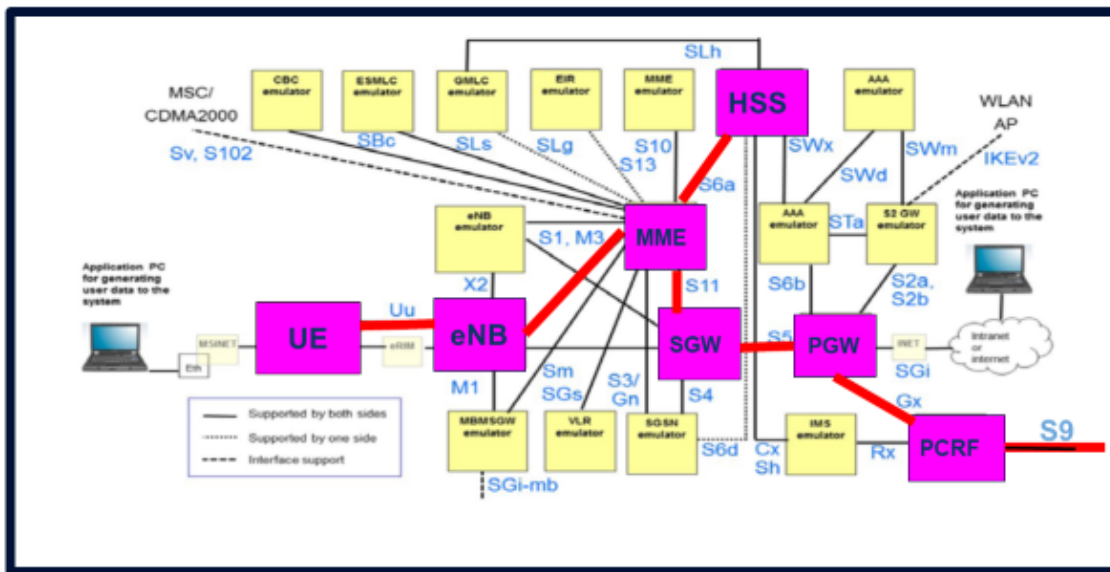 SLh
CBC
emulator
ESMLC
emulator
GMLC
emulator
EIR
emulator
MME
emulator
HSS
AAA
emulator
MSC/
CDMA2000
WLAN
AP
Sv, S102
SBc
SLs
SLg
S13
S10
S6a
SWx
SWd
SWm
IKEv2
eNB
emulator
S1, M3
MME
AAA
emulator
STa
S2 GW
emulator
Application PC
for generating
user data to the
system
Application PC
for generating
user data to the
system
X2
S11
S6b
S2a,
S2b
Uu
UE
eNB
SGW
S5
PGW
MSINET
Eth
eRIM
INET
SGi
Intranet
or
internet
M1
Sm
SGs
S3/
Gn
S4
Gx
Supported by both sides
Supported by one side
Interface support
MBMSGW
emulator
VLR
emulator
SGSN
emulator
S6d
Cx
Sh
IMS
emulator
Rx
PCRF
S9
SGi-mb